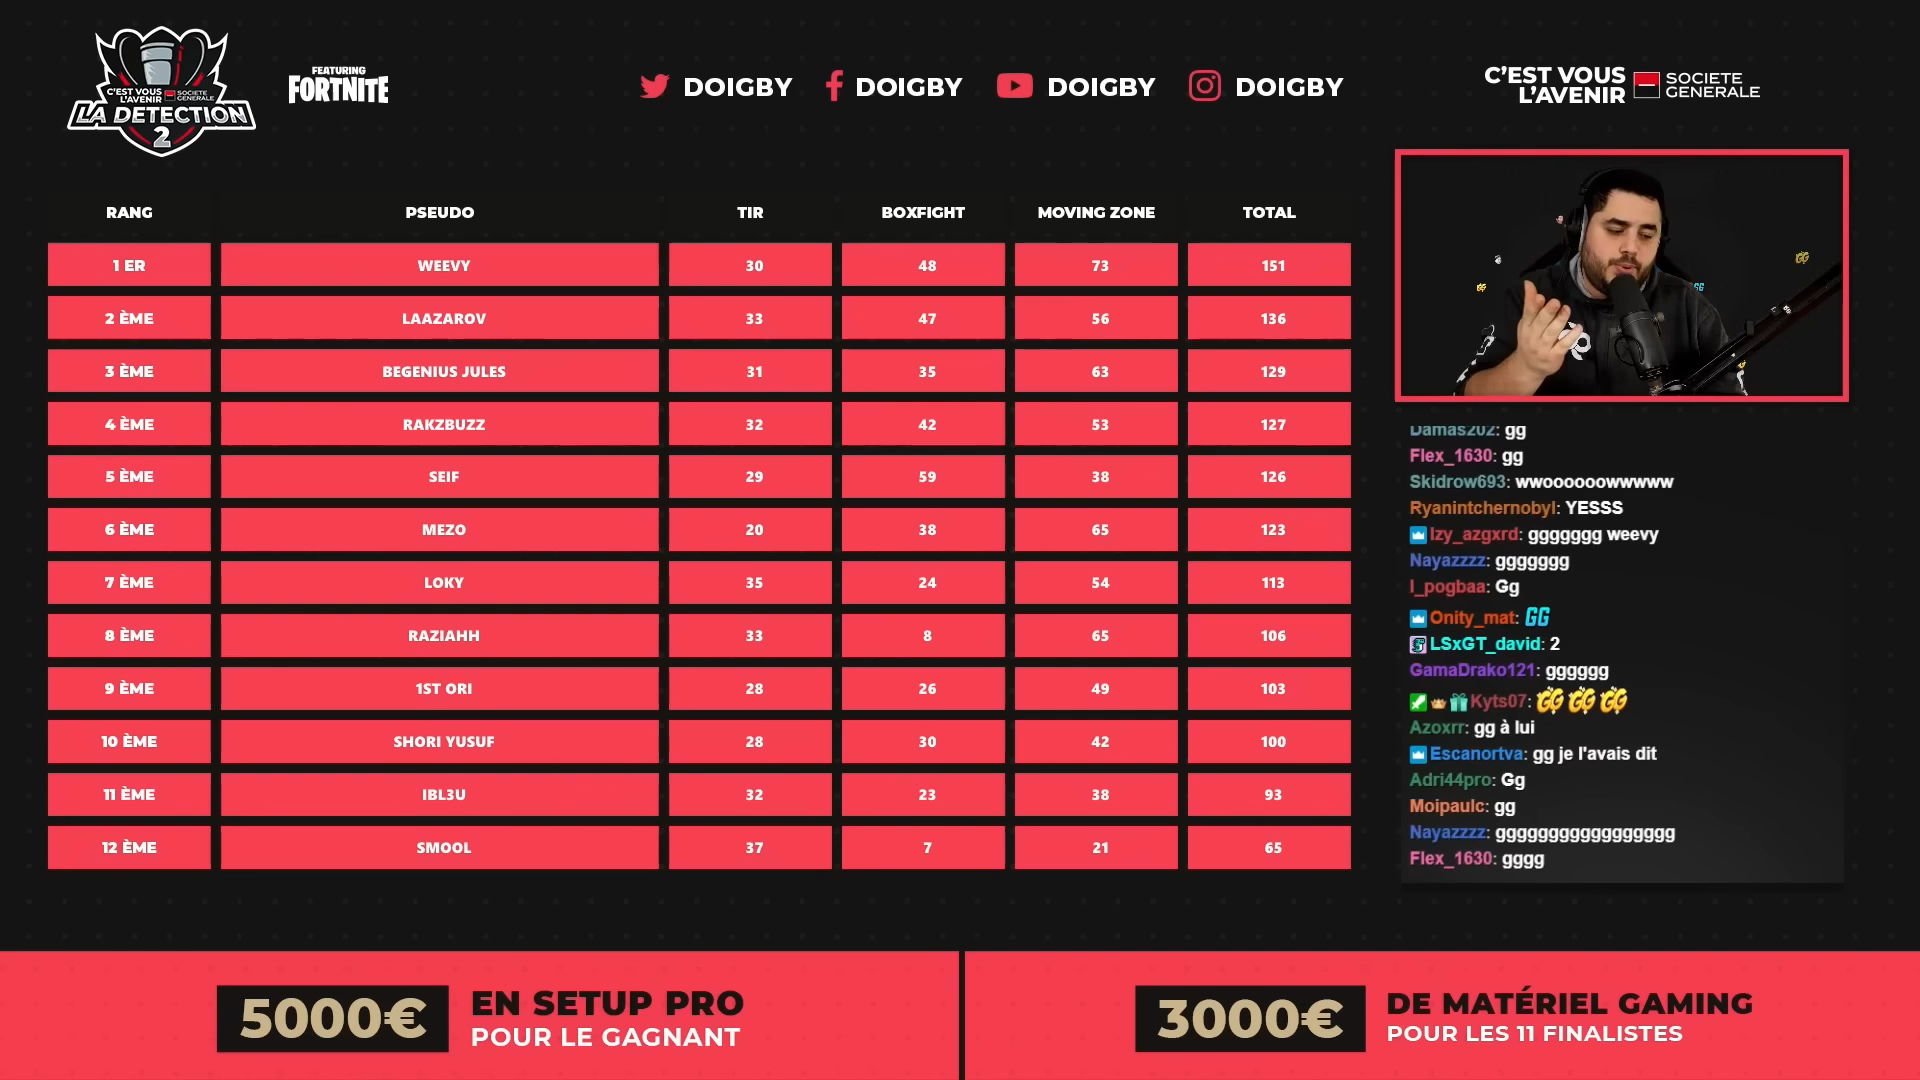 C'EST VOUS
L'AVENIR SOCIETE
GENERALE
LA DETECTION
2
FEATURING
FORTNITE
DOIGBY DOIGBY DOIGBY DOIGBY
C'EST VOUS
L'AVENIR
SOCIETE
GENERALE
RANG PSEUDO TIR BOXFIGHT MOVING ZONE TOTAL
1 ER WEEVY 30 48 73 151
2 ÈME LAAZAROV 33 47 56 136
3 ÈME BEGENIUS JULES 31 35 63 129
4 ÈME RAKZBUZZ 32 42 53 127
5 ÈME SEIF 29 59 38 126
6 ÈME MEZO 20 38 65 123
7 ÈME LOKY 35 24 54 113
8 ÈME RAZIAHH 33 8 65 106
9 ÈME 1ST ORI 28 26 49 103
10 ÈME SHORI YUSUF 28 30 42 100
11 ÈME IBL3U 32 23 38 93
12 ÈME SMOOL 37 7 21 65
Damas202: gg
Flex_1630: gg
Skidrow693: wwoooooowwwww
Ryanintchernobyl: YESSS
Izy_azgxrd: ggggggg weevy
Nayazzzz: ggggggg
I_pogbaa: Gg
Onity_mat: GG
LSxGT_david: 2
GamaDrako121: gggggg
Kyts07: GG GG GG
Azoxrr: gg à lui
Escanortva: gg je l'avais dit
Adri44pro: Gg
Moipaulc: gg
Nayazzzz: ggggggggggggggggg
Flex_1630: gggg
5000€ EN SETUP PRO
POUR LE GAGNANT
3000€ DE MATÉRIEL GAMING
POUR LES 11 FINALISTES